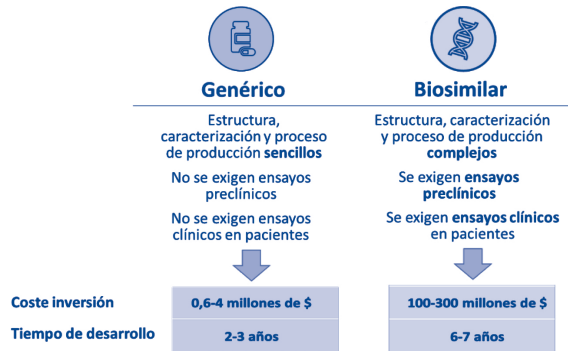 Genérico
Estructura,
caracterización y proceso
de producción sencillos
No se exigen ensayos
preclínicos
No se exigen ensayos
clínicos en pacientes
Biosimilar
Estructura, caracterización
y proceso de producción
complejos
Se exigen ensayos
preclínicos
Se exigen ensayos clínicos
en pacientes
Coste inversión
0,6-4 millones de $
100-300 millones de $
Tiempo de desarrollo
2-3 años
6-7 años